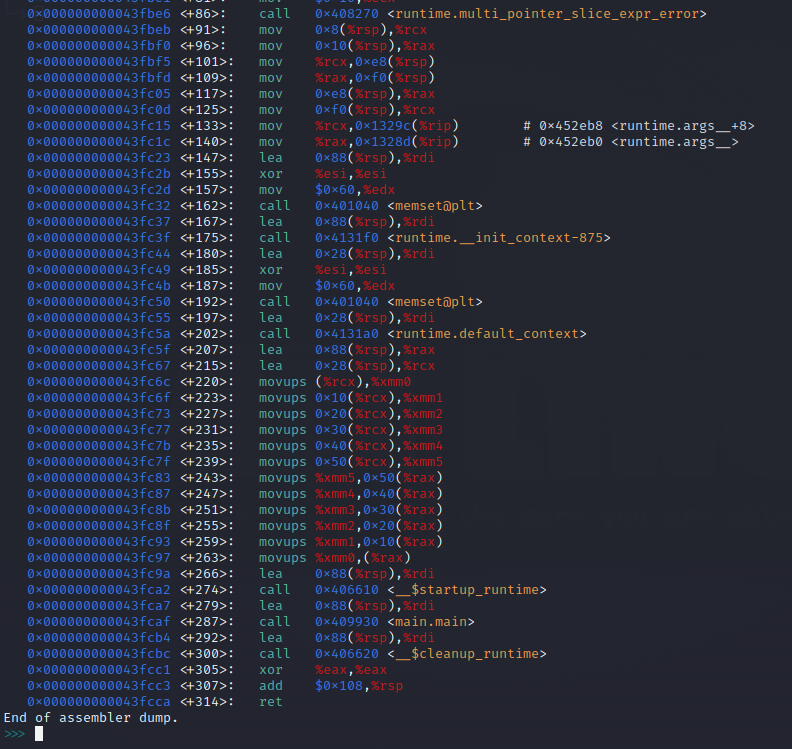 0x000000000043fbe6 <+86>: call 0x408270 <runtime.multi_pointer_slice_expr_error>
0x000000000043fbeb <+91>: mov 0x8(%rsp),%rcx
0x000000000043fbf0 <+96>: mov 0x10(%rsp),%rax
0x000000000043fbf5 <+101>: mov %rcx,0xe8(%rsp)
0x000000000043fbfd <+109>: mov %rax,0xf0(%rsp)
0x000000000043fc05 <+117>: mov 0xe8(%rsp),%rax
0x000000000043fc0d <+125>: mov 0xf0(%rsp),%rcx
0x000000000043fc15 <+133>: mov %rcx,0x1329c(%rip) # 0x452eb8 <runtime.args__+8>
0x000000000043fc1c <+140>: mov %rax,0x1328d(%rip) # 0x452eb0 <runtime.args__>
0x000000000043fc23 <+147>: lea 0x88(%rsp),%rdi
0x000000000043fc2b <+155>: xor %esi,%esi
0x000000000043fc2d <+157>: mov $0x60,%edx
0x000000000043fc32 <+162>: call 0x401040 <memset@plt>
0x000000000043fc37 <+167>: lea 0x88(%rsp),%rdi
0x000000000043fc3f <+175>: call 0x4131f0 <runtime.__init_context-875>
0x000000000043fc44 <+180>: lea 0x28(%rsp),%rdi
0x000000000043fc49 <+185>: xor %esi,%esi
0x000000000043fc4b <+187>: mov $0x60,%edx
0x000000000043fc50 <+192>: call 0x401040 <memset@plt>
0x000000000043fc55 <+197>: lea 0x28(%rsp),%rdi
0x000000000043fc5a <+202>: call 0x4131a0 <runtime.default_context>
0x000000000043fc5f <+207>: lea 0x88(%rsp),%rax
0x000000000043fc67 <+215>: lea 0x28(%rsp),%rcx
0x000000000043fc6c <+220>: movups (%rcx),%xmm0
0x000000000043fc6f <+223>: movups 0x10(%rcx),%xmm1
0x000000000043fc73 <+227>: movups 0x20(%rcx),%xmm2
0x000000000043fc77 <+231>: movups 0x30(%rcx),%xmm3
0x000000000043fc7b <+235>: movups 0x40(%rcx),%xmm4
0x000000000043fc7f <+239>: movups 0x50(%rcx),%xmm5
0x000000000043fc83 <+243>: movups %xmm5,0x50(%rax)
0x000000000043fc87 <+247>: movups %xmm4,0x40(%rax)
0x000000000043fc8b <+251>: movups %xmm3,0x30(%rax)
0x000000000043fc8f <+255>: movups %xmm2,0x20(%rax)
0x000000000043fc93 <+259>: movups %xmm1,0x10(%rax)
0x000000000043fc97 <+263>: movups %xmm0,(%rax)
0x000000000043fc9a <+266>: lea 0x88(%rsp),%rdi
0x000000000043fca2 <+274>: call 0x406610 <__$startup_runtime>
0x000000000043fca7 <+279>: lea 0x88(%rsp),%rdi
0x000000000043fcaf <+287>: call 0x409930 <main.main>
0x000000000043fcb4 <+292>: lea 0x88(%rsp),%rdi
0x000000000043fcbc <+300>: call 0x406620 <__$cleanup_runtime>
0x000000000043fcc1 <+305>: xor %eax,%eax
0x000000000043fcc3 <+307>: add $0x108,%rsp
0x000000000043fcca <+314>: ret
End of assembler dump.
>>>